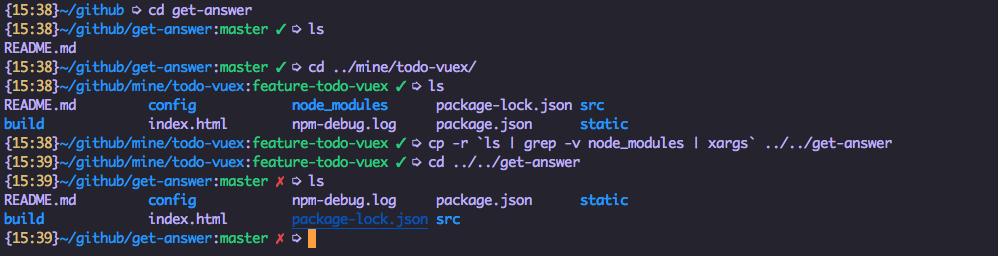 {15:38}~/github ➭ cd get-answer
{15:38}~/github/get-answer:master ✓ ➭ ls
README.md
{15:38}~/github/get-answer:master ✓ ➭ cd ../mine/todo-vuex/
{15:38}~/github/mine/todo-vuex:feature-todo-vuex ✓ ➭ ls
README.md config node_modules package-lock.json src
build index.html npm-debug.log package.json static
{15:38}~/github/mine/todo-vuex:feature-todo-vuex ✓ ➭ cp -r `ls | grep -v node_modules | xargs` ../../get-answer
{15:39}~/github/mine/todo-vuex:feature-todo-vuex ✓ ➭ cd ../../get-answer
{15:39}~/github/get-answer:master ✗ ➭ ls
README.md config npm-debug.log package.json static
build index.html package-lock.json src
{15:39}~/github/get-answer:master ✗ ➭